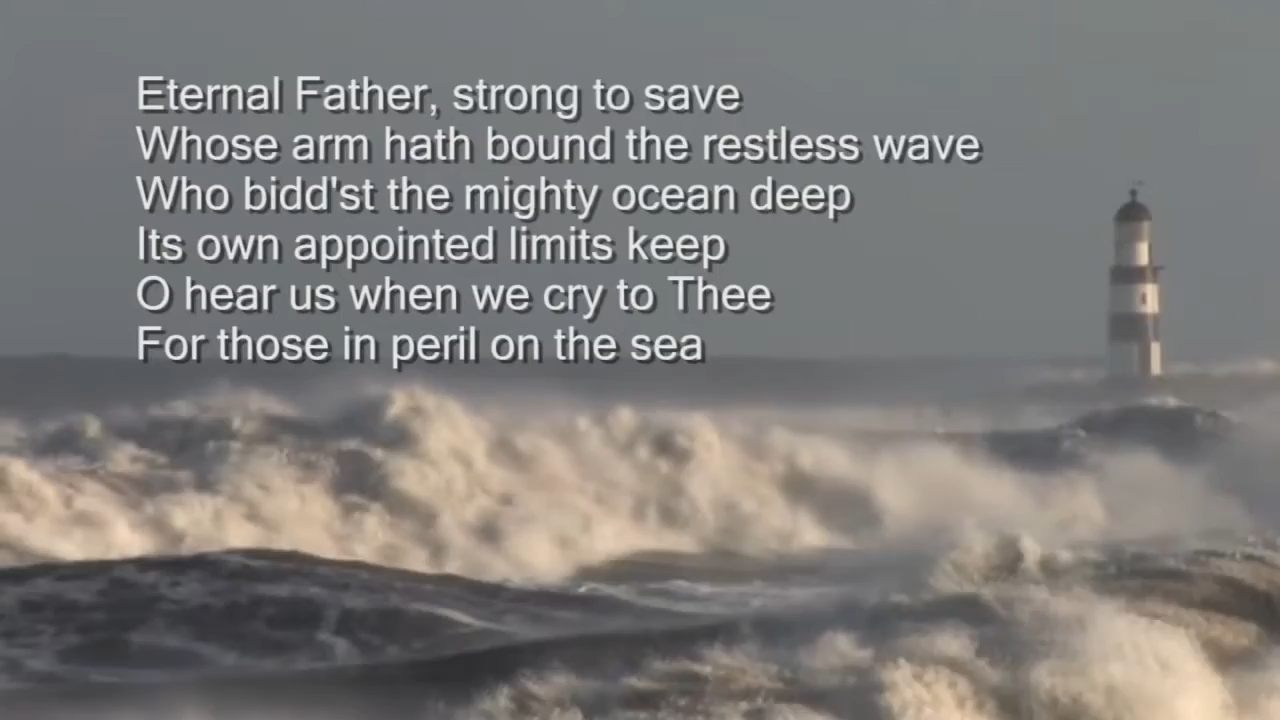 Eternal Father, strong to save
Whose arm hath bound the restless wave
Who bidd'st the mighty ocean deep
Its own appointed limits keep
O hear us when we cry to Thee
For those in peril on the sea